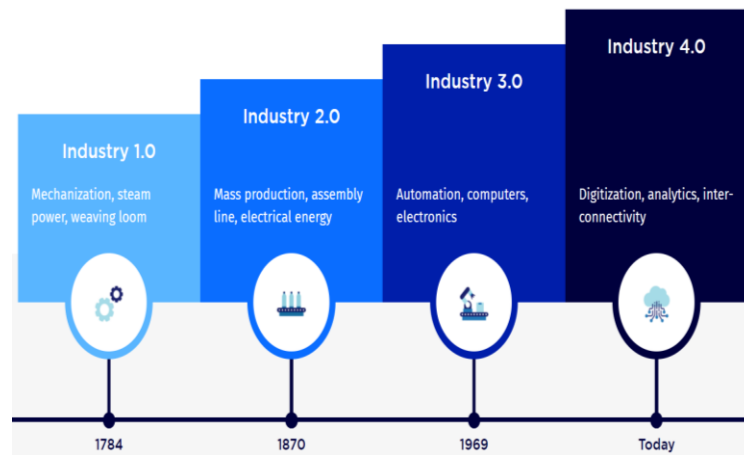 Industry 1.0
Mechanization, steam
power, weaving loom
Industry 2.0
Mass production, assembly
line, electrical energy
Industry 3.0
Automation, computers,
electronics
Industry 4.0
Digitization, analytics, inter-
connectivity
1784
1870
1969
Today